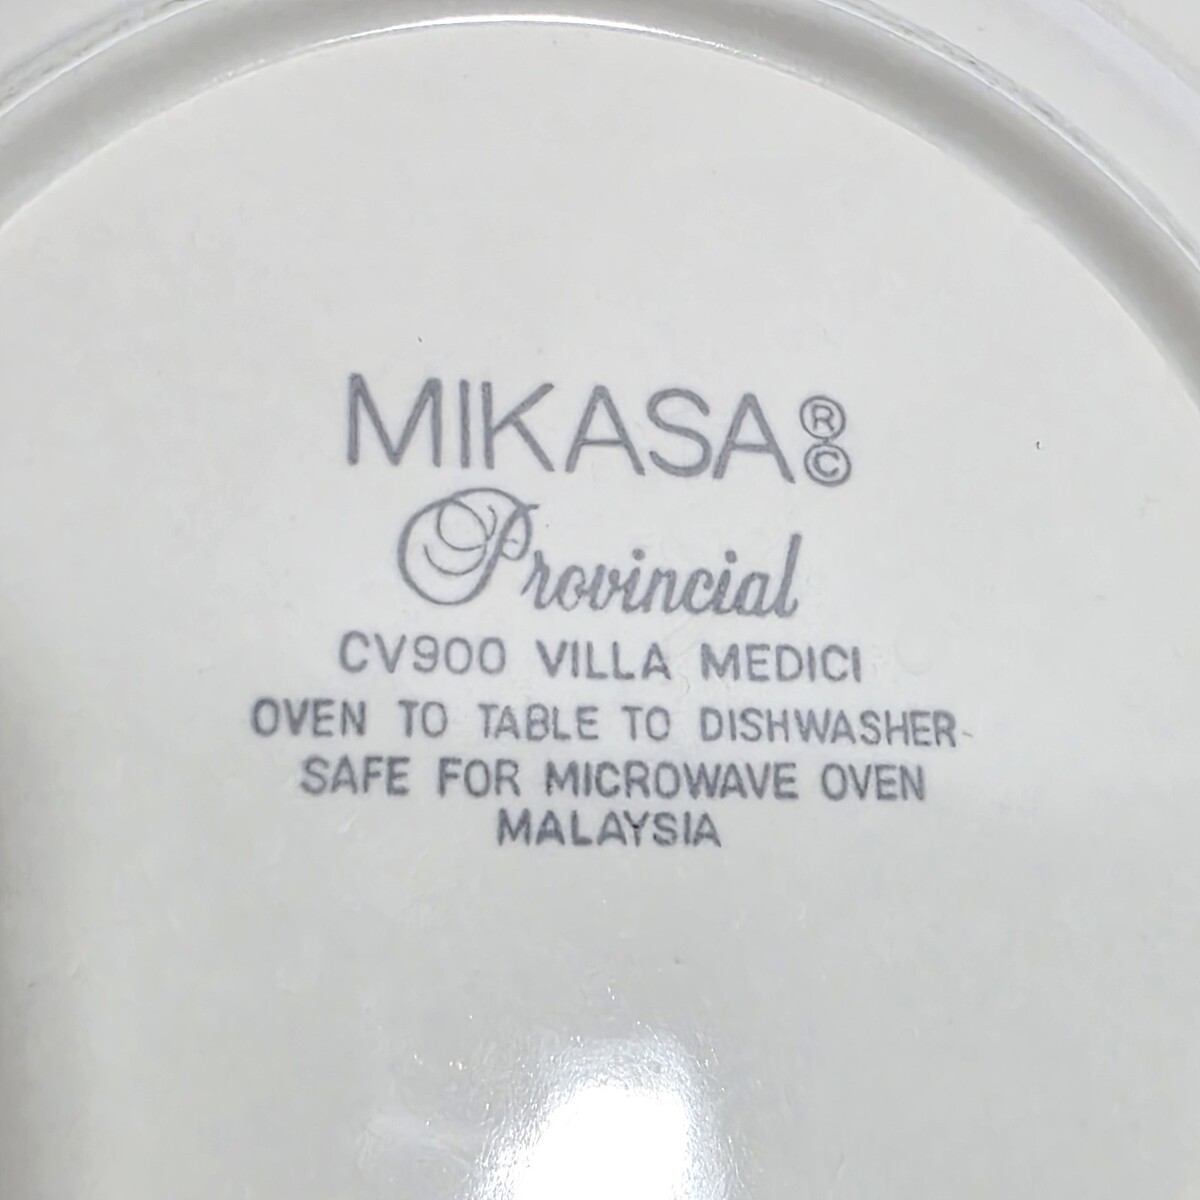 MIKASA®©
Provincial
CV900 VILLA MEDICI
OVEN TO TABLE TO DISHWASHER
SAFE FOR MICROWAVE OVEN
MALAYSIA